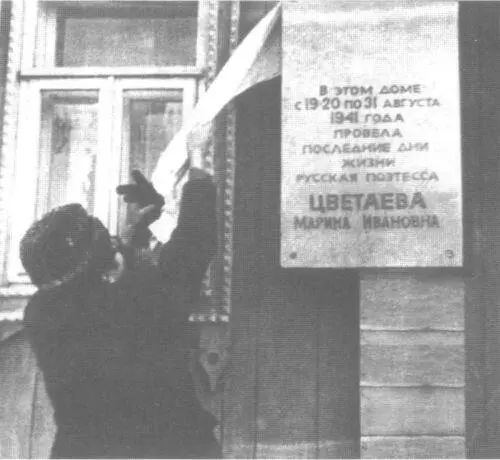 В ЭТОМ ДОМЕ
С 19-20 ПО 31 АВГУСТА
1941 ГОДА
ПРОВЕЛА
ПОСЛЕДНИЕ ДНИ
ЖИЗНИ
РУССКАЯ ПОЭТЕССА
ЦВЕТАЕВА
МАРИНА ИВАНОВНА